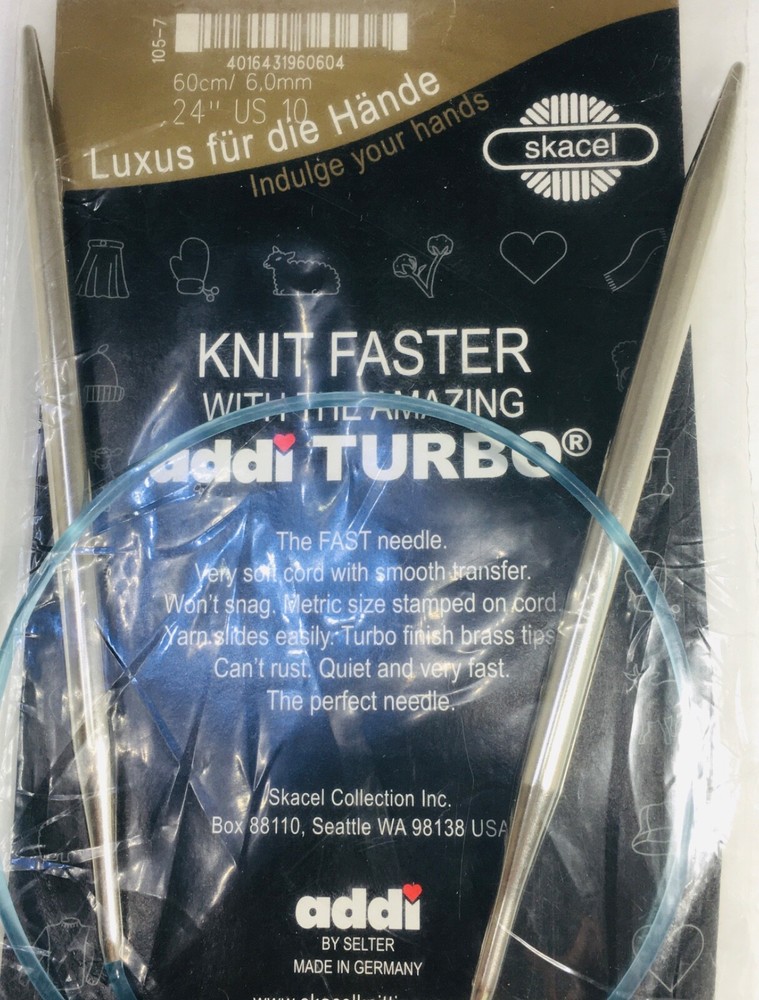 105-7
4016431960604
60cm/ 6,0mm
24" US 10
Luxus für die Hände
Indulge your hands
skacel
KNIT FASTER
WITH THE AMAZING
addi TURBO®
The FAST needle.
Very soft cord with smooth transfer.
Won't snag. Metric size stamped on cord.
Yarn slides easily. Turbo finish brass tips
Can't rust. Quiet and very fast.
The perfect needle.
Skacel Collection Inc.
Box 88110, Seattle WA 98138 USA
addi
BY SELTER
MADE IN GERMANY